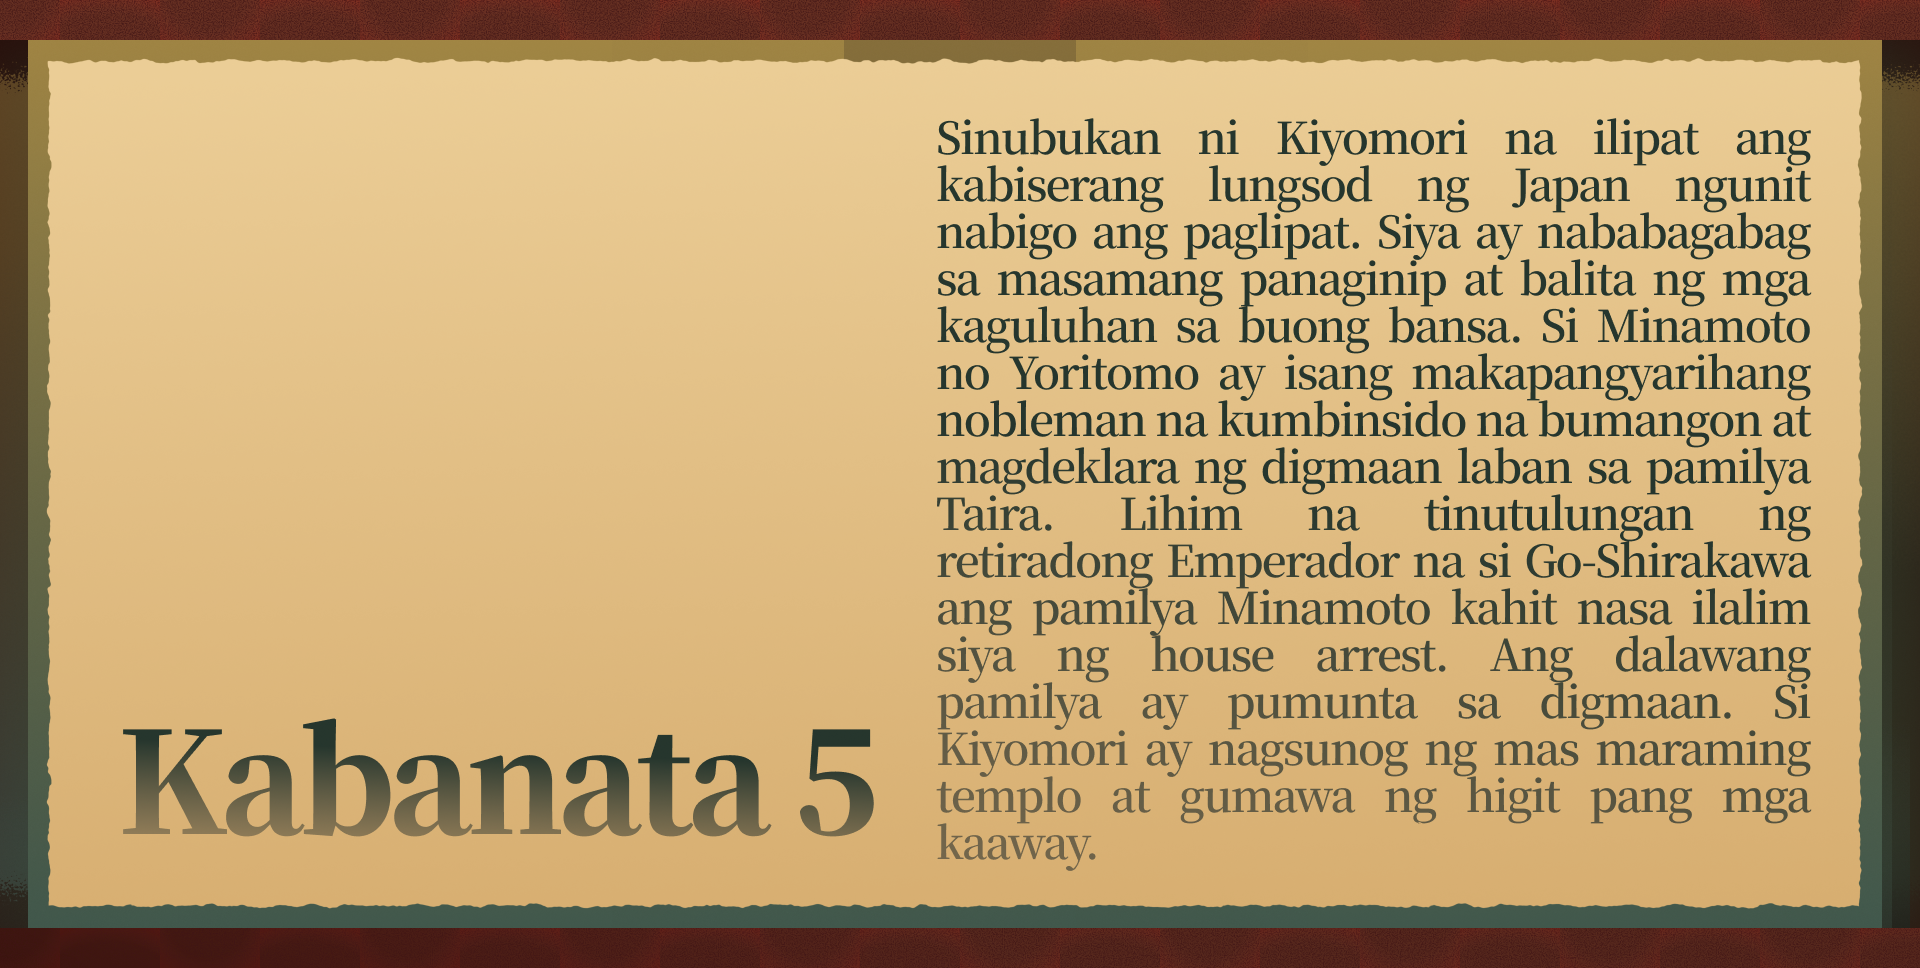 Kabanata 5
Sinubukan ni Kiyomori na ilipat ang
kabiserang lungsod ng Japan ngunit
nabigo ang paglipat. Siya ay nababagabag
sa masamang panaginip at balita ng mga
kaguluhan sa buong bansa. Si Minamoto
no Yoritomo ay isang makapangyarihang
nobleman na kumbinsido na bumangon at
magdeklara ng digmaan laban sa pamilya
Taira. Lihim na tinutulungan ng
retiradong Emperador na si Go-Shirakawa
ang pamilya Minamoto kahit nasa ilalim
siya ng house arrest. Ang dalawang
pamilya ay pumunta sa digmaan. Si
Kiyomori ay nagsunog ng mas maraming
templo at gumawa ng higit pang mga
kaaway.